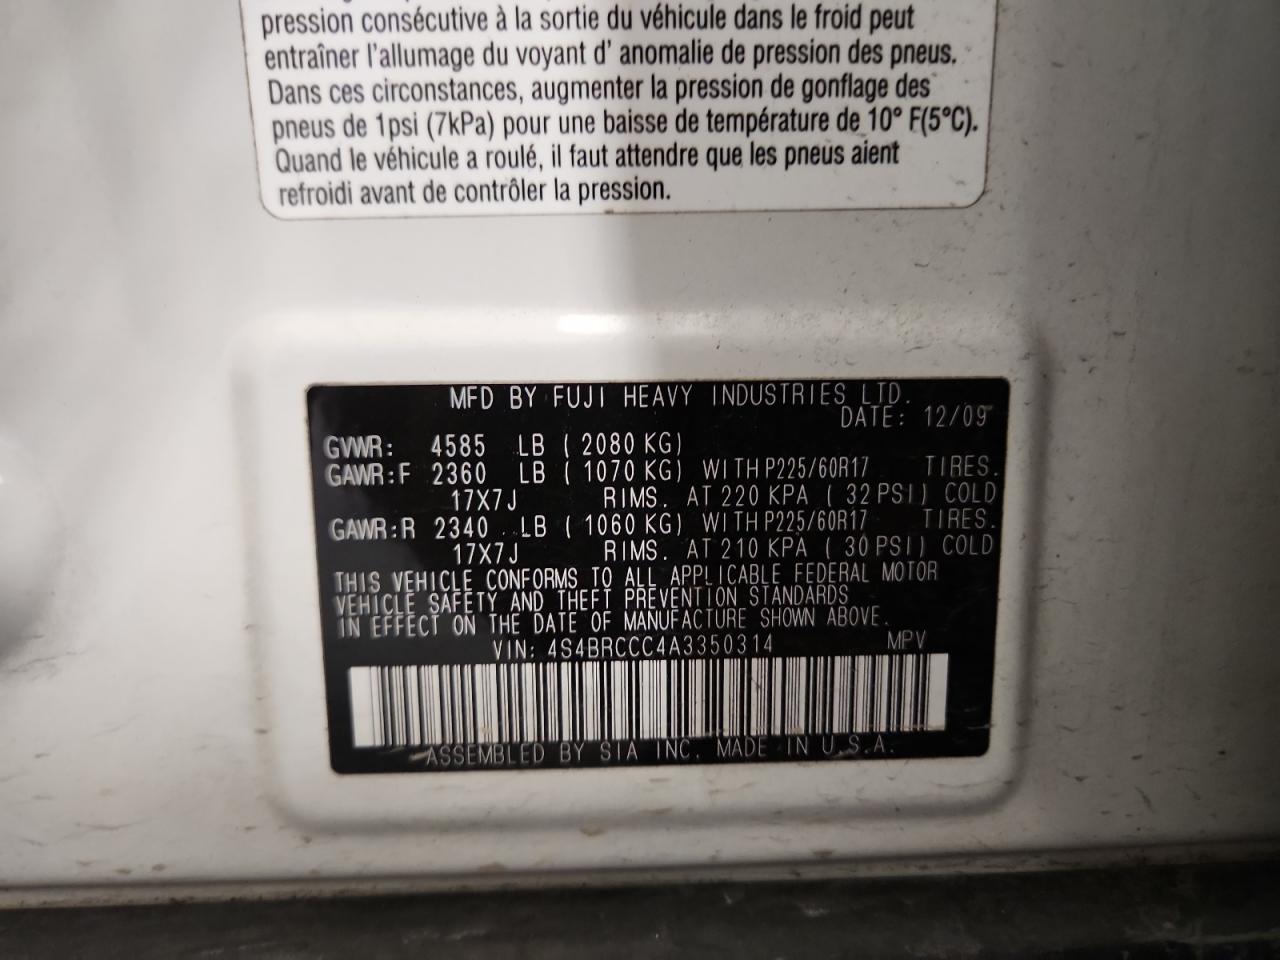 pression consécutive à la sortie du véhicule dans le froid peut
entraîner l'allumage du voyant d' anomalie de pression des pneus.
Dans ces circonstances, augmenter la pression de gonflage des
pneus de 1psi (7kPa) pour une baisse de température de 10° F(5°C).
Quand le véhicule a roulé, il faut attendre que les pneus aient
refroidi avant de contrôler la pression.
MFD BY FUJI HEAVY INDUSTRIES LTD.
DATE: 12/09
GVWR: 4585 LB ( 2080 KG)
GAWR:F 2360 LB ( 1070 KG) WITH P225/60R17 TIRES.
17X7J RIMS. AT 220 KPA ( 32 PSI) COLD
GAWR:R 2340 LB ( 1060 KG) WITH P225/60R17 TIRES.
17X7J RIMS. AT 210 KPA ( 30 PSI) COLD
THIS VEHICLE CONFORMS TO ALL APPLICABLE FEDERAL MOTOR
VEHICLE SAFETY AND THEFT PREVENTION STANDARDS
IN EFFECT ON THE DATE OF MANUFACTURE SHOWN ABOVE.
VIN: 4S4BRCCC4A3350314 MPV
ASSEMBLED BY SIA INC. MADE IN U.S.A.